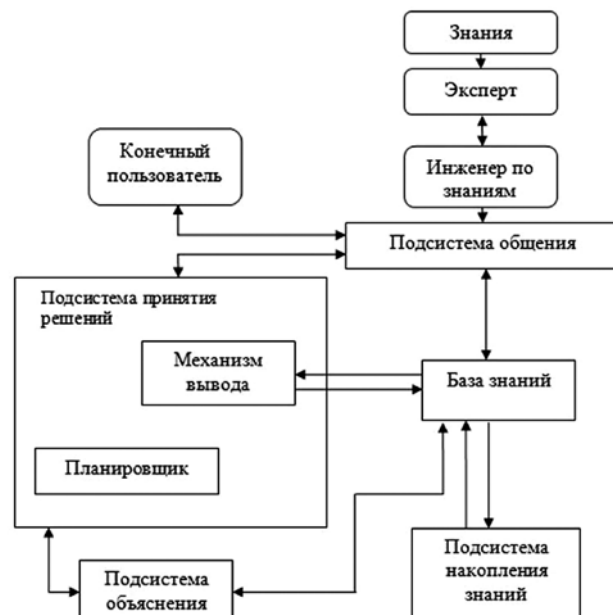 Знания
Эксперт
Конечный
пользователь
Инженер по
знаниям
Подсистема общения
Подсистема принятия
решений
Механизм
вывода
База знаний
Планировщик
Подсистема
объяснения
Подсистема
накопления
знаний